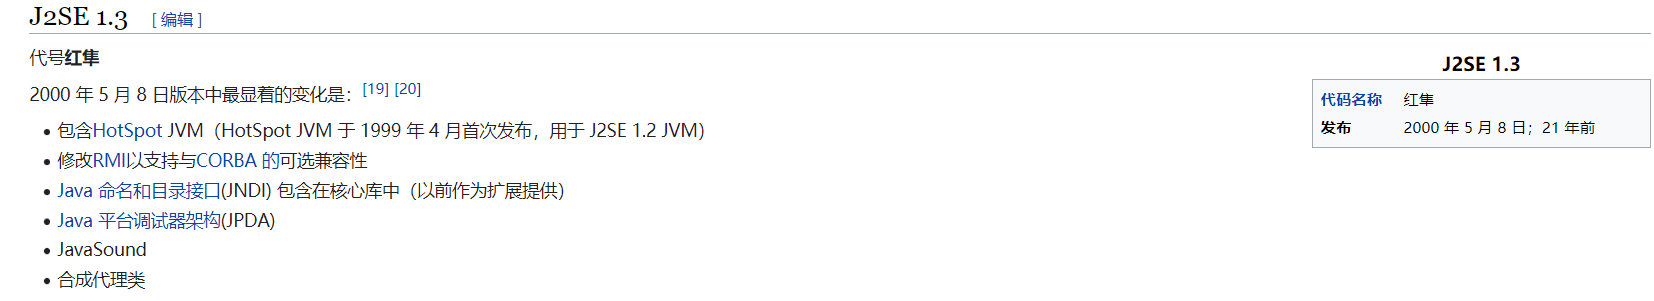 J2SE 1.3 [ 编辑 ]
代号红隼
2000 年 5 月 8 日版本中最显着的变化是：[19] [20]
• 包含HotSpot JVM（HotSpot JVM 于 1999 年 4 月首次发布，用于 J2SE 1.2 JVM）
• 修改RMI以支持与CORBA 的可选兼容性
• Java 命名和目录接口(JNDI) 包含在核心库中（以前作为扩展提供）
• Java 平台调试器架构(JPDA)
• JavaSound
• 合成代理类
J2SE 1.3
代码名称 红隼
发布 2000 年 5 月 8 日；21 年前